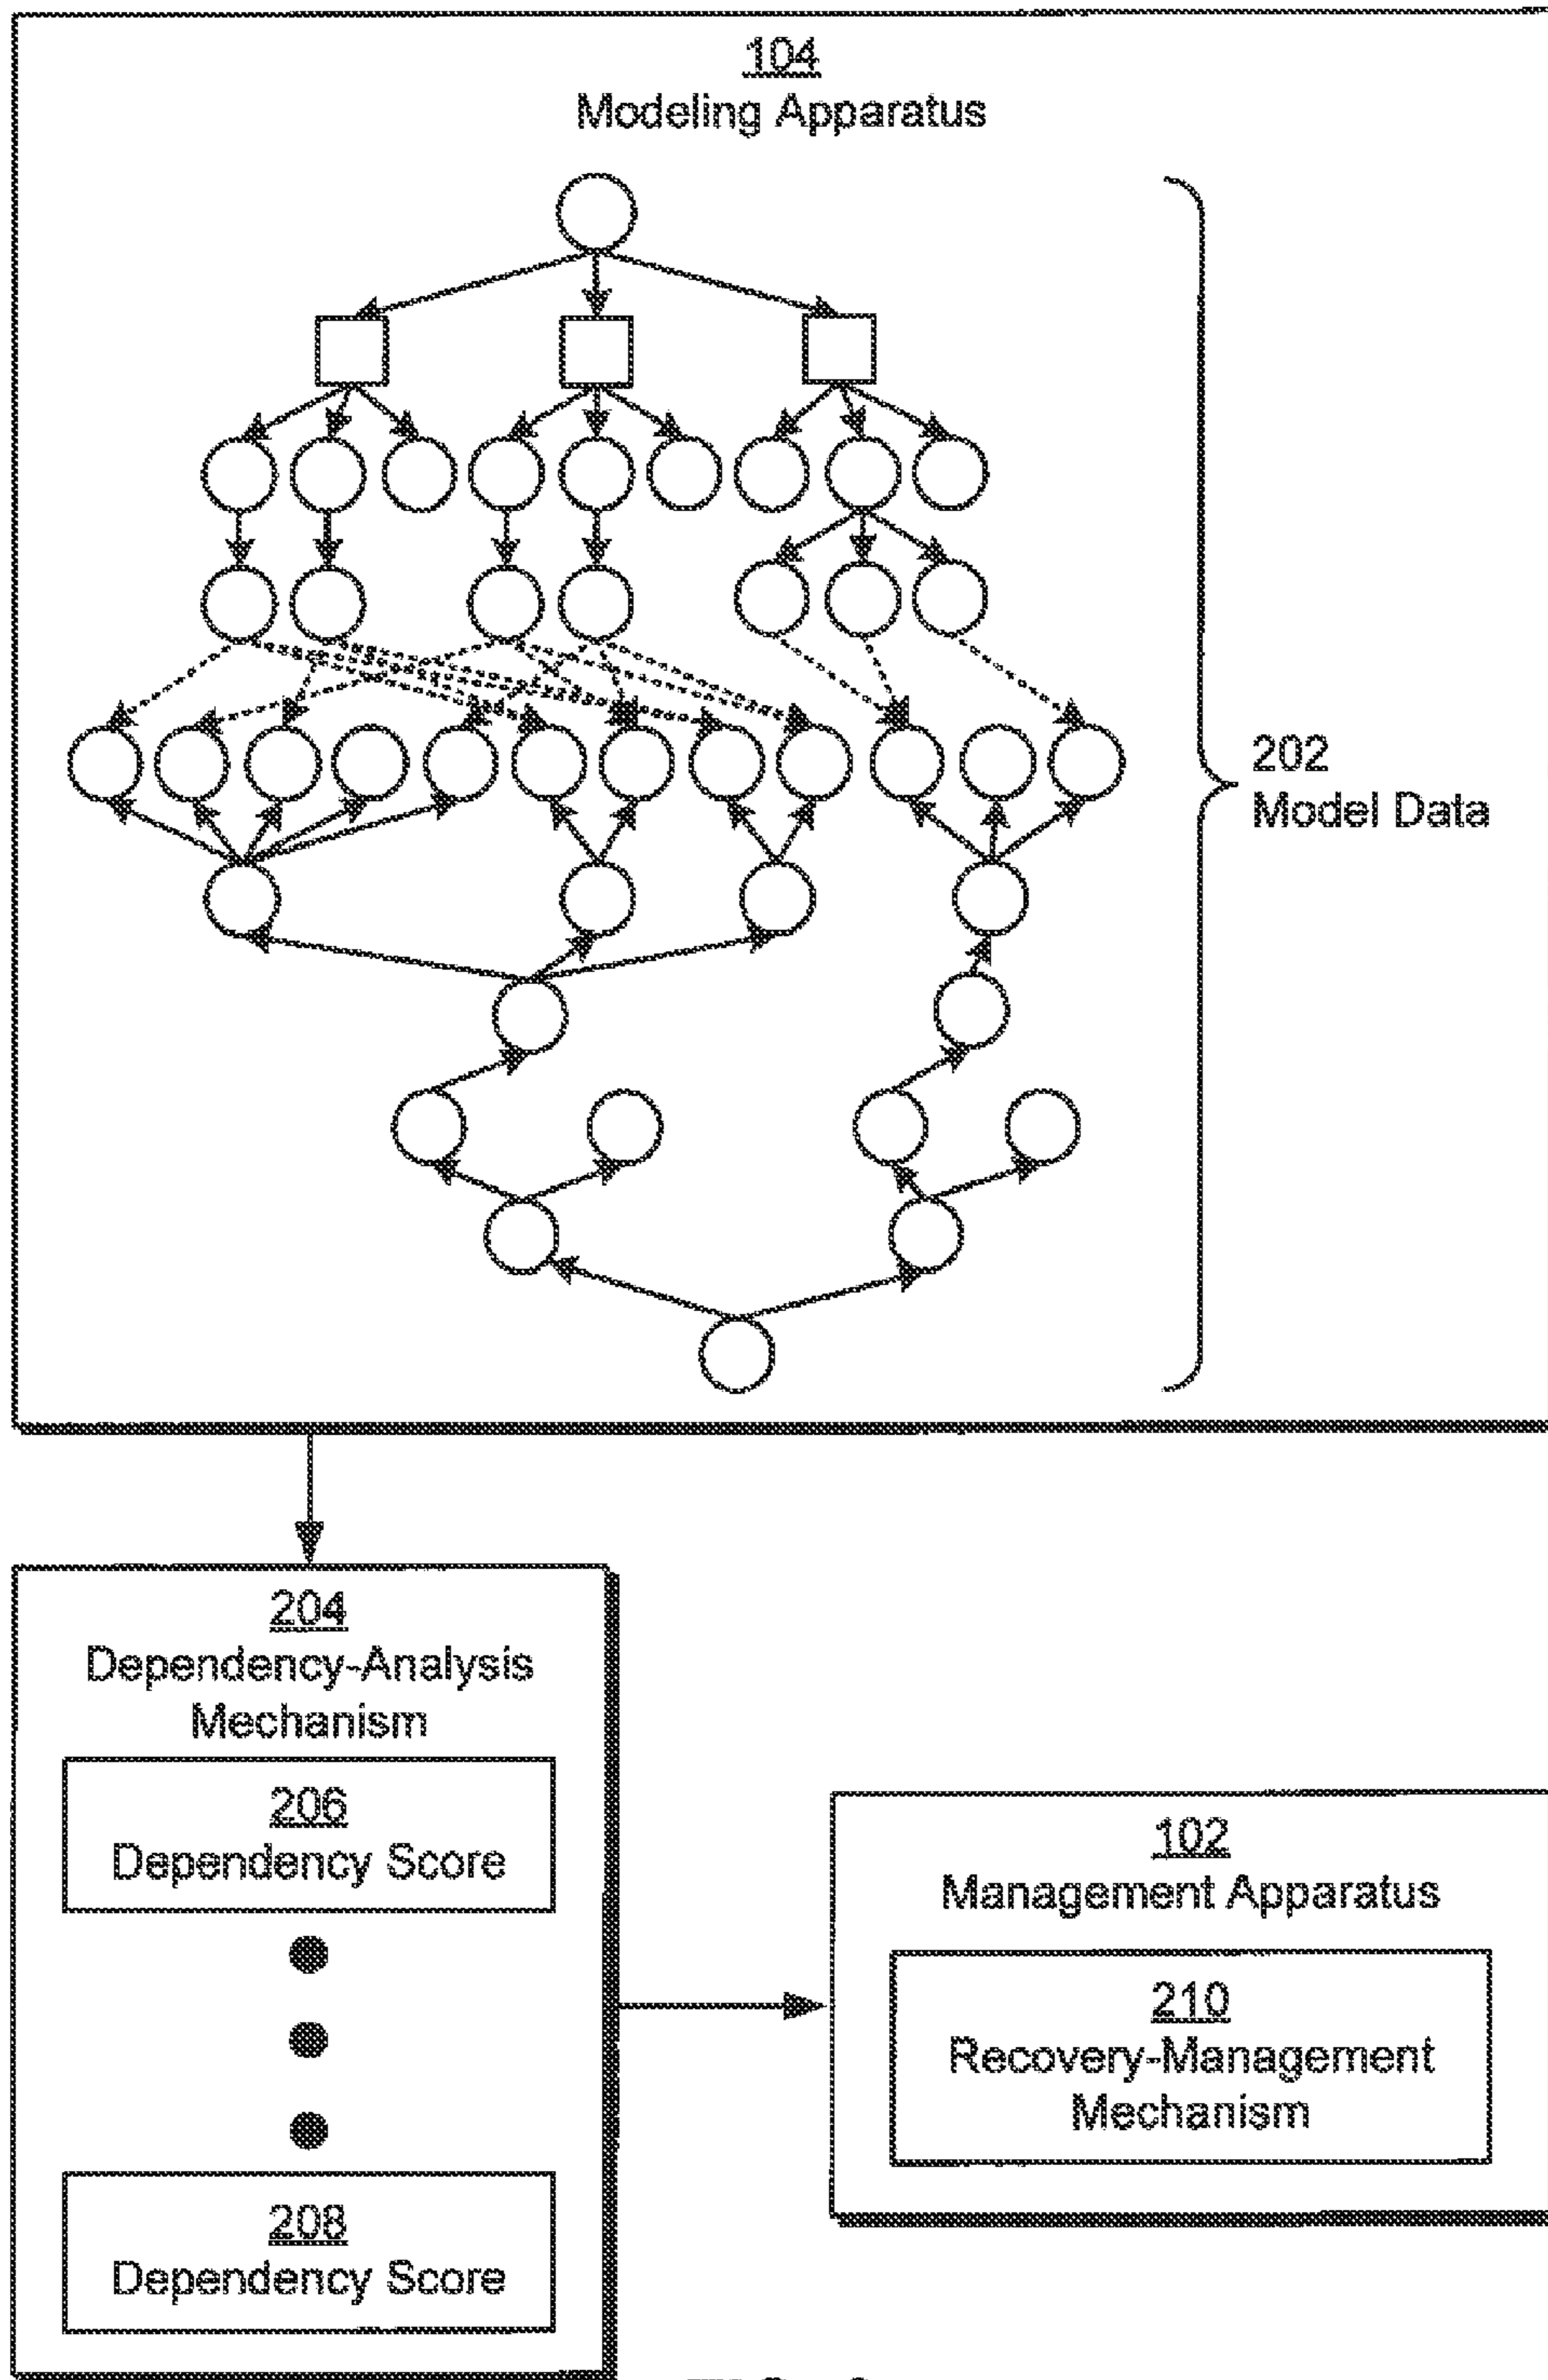 104
Modeling Apparatus
202
Model Data
204
Dependency-Analysis
Mechanism
206
Dependency Score
208
Dependency Score
102
Management Apparatus
210
Recovery-Management
Mechanism